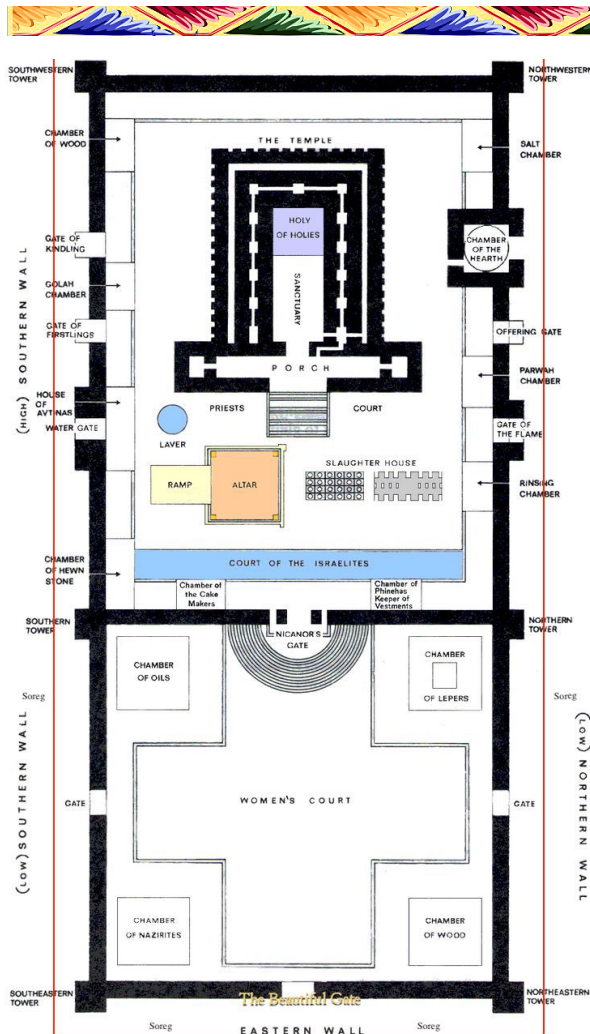 SOUTHWESTERN
TOWER
NORTHWESTERN
TOWER
CHAMBER
OF WOOD
THE TEMPLE
SALT
CHAMBER
HOLY
OF HOLIES
GATE OF
KINDLING
CHAMBER
OF THE
HEARTH
GOLAH
CHAMBER
SANCTUARY
(HIGH) SOUTHERN WALL
GATE OF
FIRSTLINGS
OFFERING GATE
PORCH
PARWAH
CHAMBER
HOUSE
OF
AVTINAS
PRIESTS COURT
WATER GATE
GATE OF
THE FLAME
LAVER
SLAUGHTER HOUSE
RAMP
ALTAR
RINSING
CHAMBER
CHAMBER
OF HEWN
STONE
COURT OF THE ISRAELITES
Chamber of
the Cake
Makers
Chamber of
Phinehas
Keeper of
Vestments
SOUTHERN
TOWER
NICANOR'S
GATE
NORTHERN
TOWER
CHAMBER
OF OILS
CHAMBER
OF LEPERS
Soreg
Soreg
(LOW) SOUTHERN WALL
(LOW) NORTHERN WALL
GATE
WOMEN'S COURT
GATE
CHAMBER
OF NAZIRITES
CHAMBER
OF WOOD
SOUTHEASTERN
TOWER
The Beautiful Gate
NORTHEASTERN
TOWER
Soreg
Soreg
EASTERN WALL